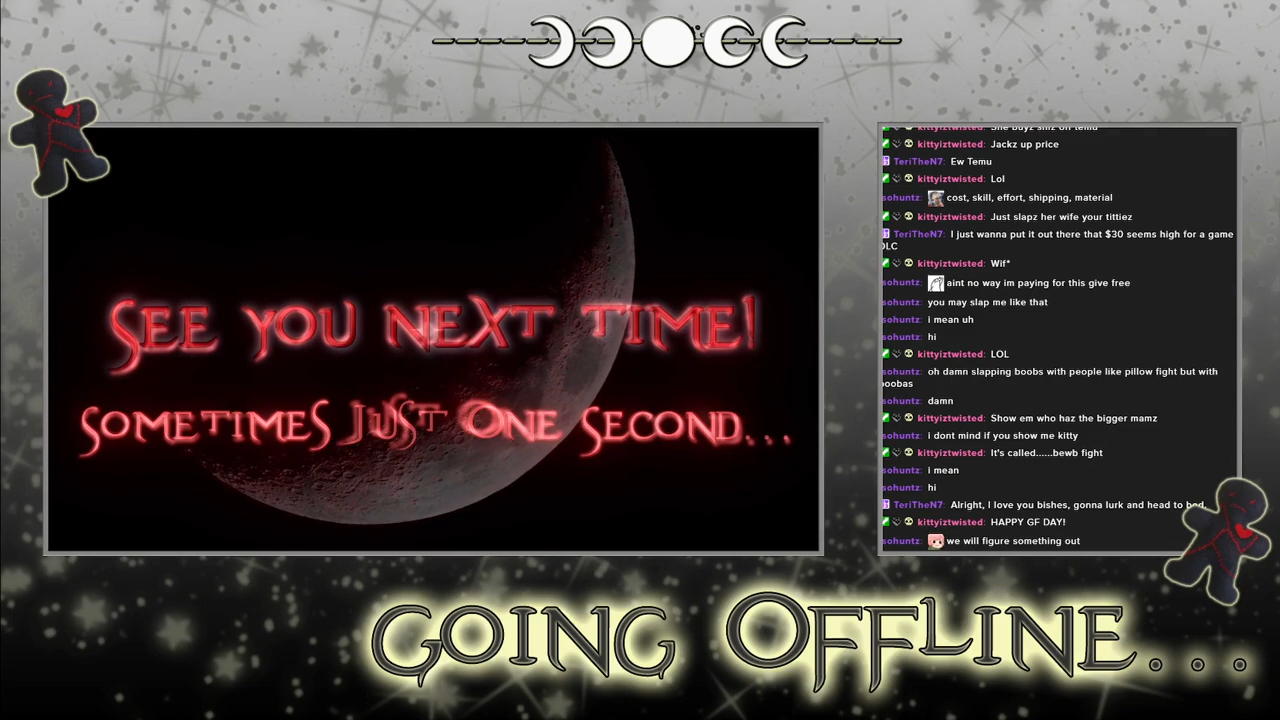 See you next time!
Sometimes Just One Second...
kittyiztwisted: She buyz shiz on temu
kittyiztwisted: Jackz up price
TeriTheN7: Ew Temu
kittyiztwisted: Lol
sohuntz: cost, skill, effort, shipping, material
kittyiztwisted: Just slapz her wife your tittiez
TeriTheN7: I just wanna put it out there that $30 seems high for a game
DLC
kittyiztwisted: Wif*
sohuntz: aint no way im paying for this give free
sohuntz: you may slap me like that
sohuntz: i mean uh
sohuntz: hi
kittyiztwisted: LOL
sohuntz: oh damn slapping boobs with people like pillow fight but with
boobas
sohuntz: damn
kittyiztwisted: Show em who haz the bigger mamz
sohuntz: i dont mind if you show me kitty
kittyiztwisted: It's called......bewb fight
sohuntz: i mean
sohuntz: hi
TeriTheN7: Alright, I love you bishes, gonna lurk and head to bed.
kittyiztwisted: HAPPY GF DAY!
sohuntz: we will figure something out
Going Offline...